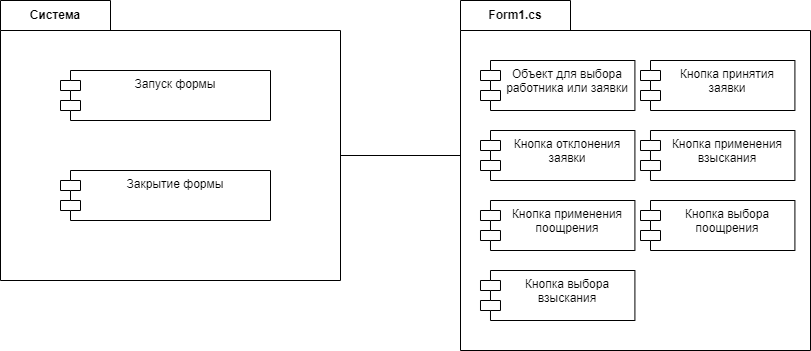 Система
Запуск формы
Закрытие формы
Form1.cs
Объект для выбора
работника или заявки
Кнопка принятия
заявки
Кнопка отклонения
заявки
Кнопка применения
взыскания
Кнопка применения
поощрения
Кнопка выбора
поощрения
Кнопка выбора
взыскания